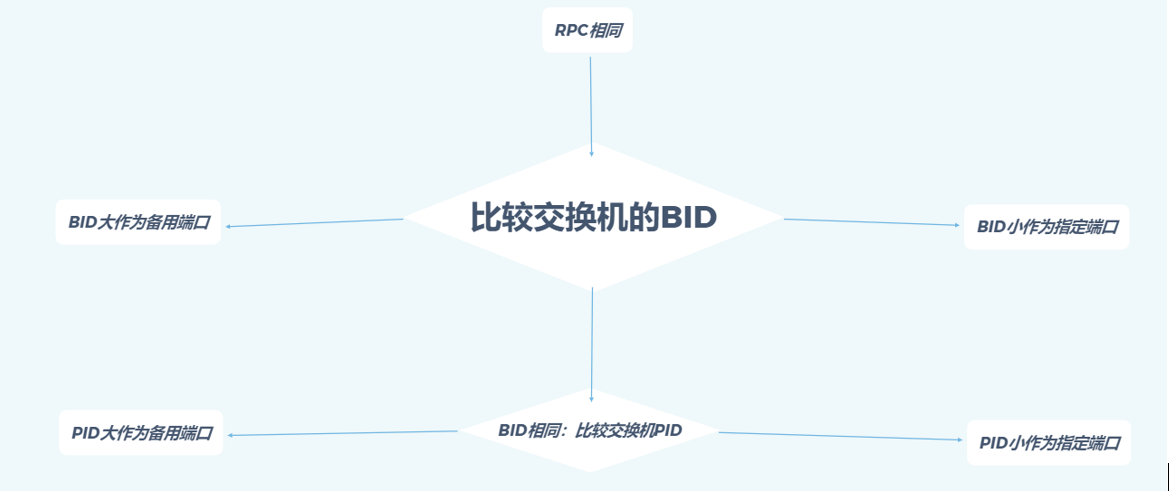 RPC相同
比较交换机的BID
BID大作为备用端口
BID小作为指定端口
BID相同：比较交换机PID
PID大作为备用端口
PID小作为指定端口